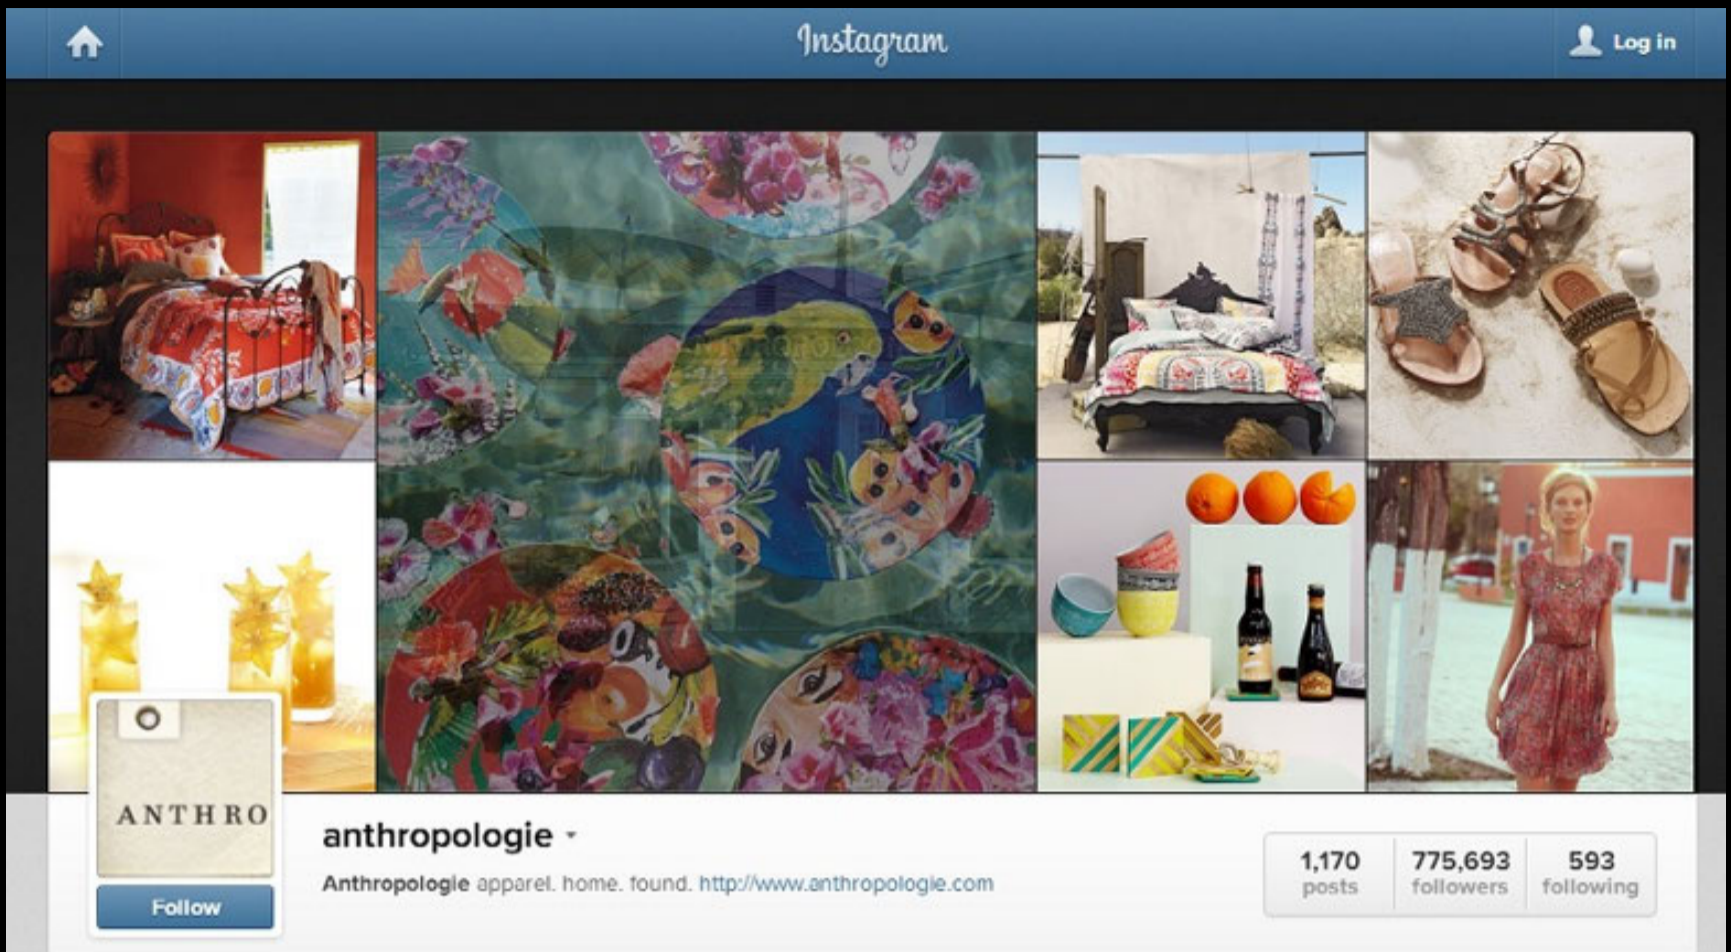 Instagram
Log in
ANTHRO
anthropologie
Anthropologie apparel. home. found. http://www.anthropologie.com
Follow
1,170 posts
775,693 followers
593 following